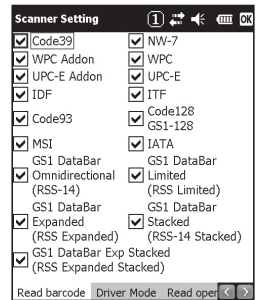 Scanner Setting 1 OK
Code39 NW-7
WPC Addon WPC
UPC-E Addon UPC-E
IDF ITF
Code93 Code128
GS1-128
MSI IATA
GS1 DataBar GS1 DataBar
Omnidirectional Limited
(RSS-14) (RSS Limited)
GS1 DataBar GS1 DataBar
Expanded Stacked
(RSS Expanded) (RSS-14 Stacked)
GS1 DataBar Exp Stacked
(RSS Expanded Stacked)
Read barcode Driver Mode Read oper